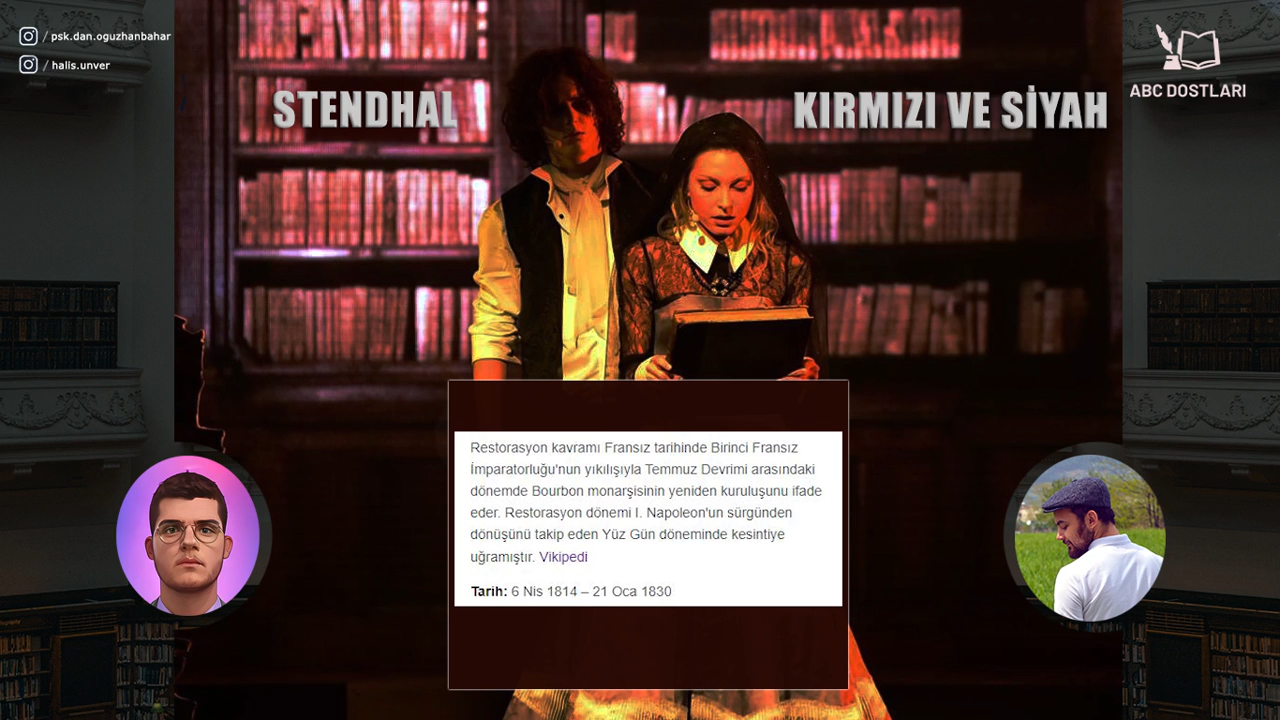 / psk.dan.oguzhanbahar
/ halis.unver
STENDHAL
KIRMIZI VE SİYAH
ABC DOSTLARI
Restorasyon kavramı Fransız tarihinde Birinci Fransız
İmparatorluğu'nun yıkılışıyla Temmuz Devrimi arasındaki
dönemde Bourbon monarşisinin yeniden kuruluşunu ifade
eder. Restorasyon dönemi I. Napoleon'un sürgünden
dönüşünü takip eden Yüz Gün döneminde kesintiye
uğramıştır. Vikipedi
Tarih: 6 Nis 1814 – 21 Oca 1830